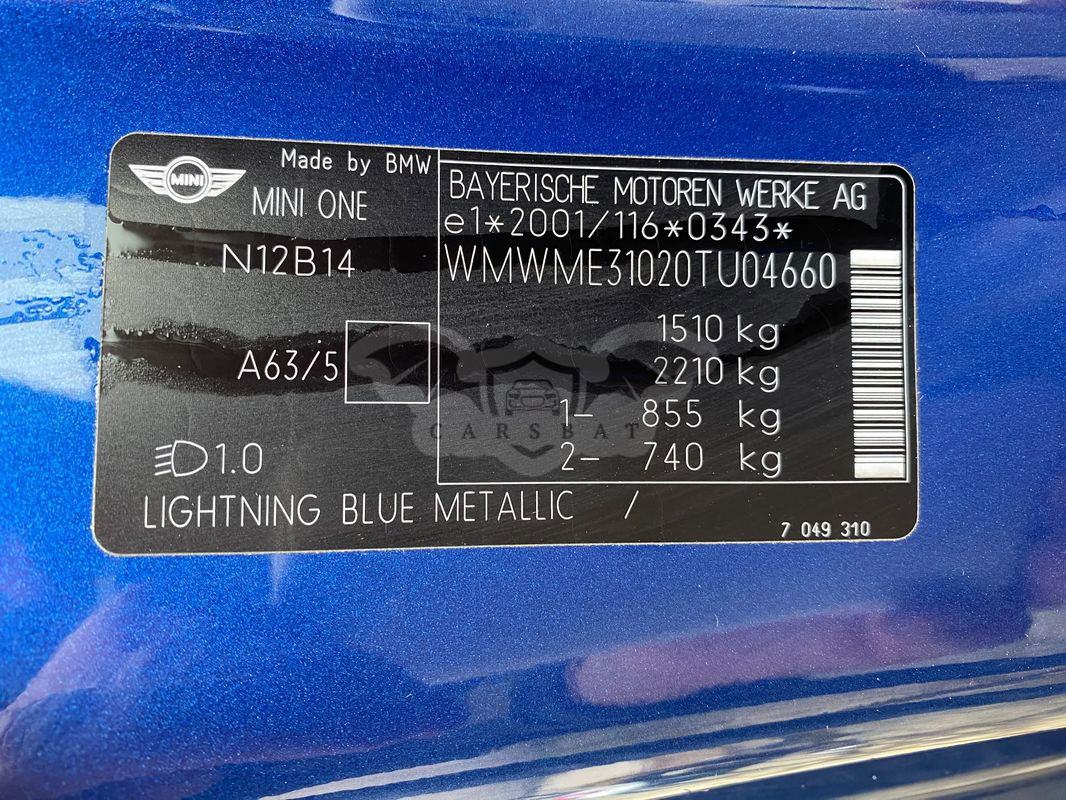 MINI
Made by BMW
MINI ONE
N12B14
A63/5
1.0
LIGHTNING BLUE METALLIC /
BAYERISCHE MOTOREN WERKE AG
e1*2001/116*0343*
WMWME31020TU04660
1510 kg
2210 kg
1- 855 kg
2- 740 kg
7 049 310
CARSBAT